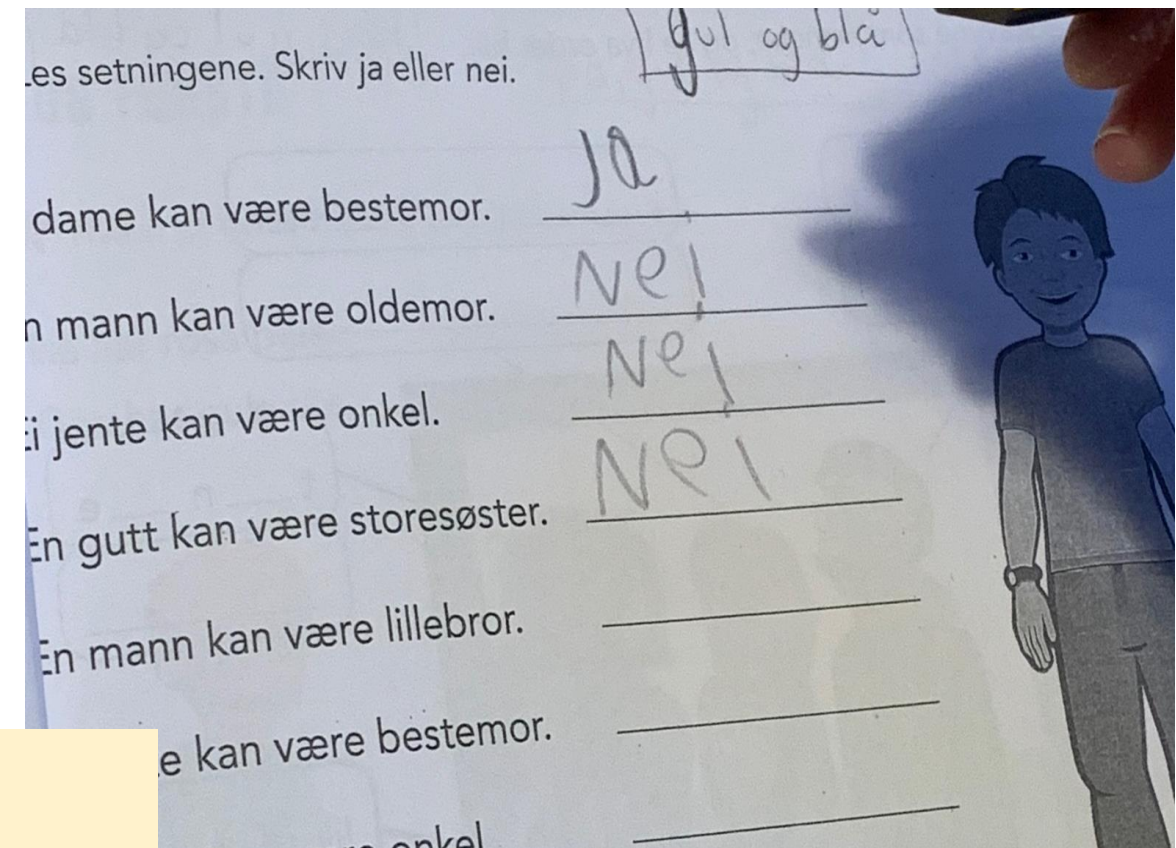 gul og blå
Les setningene. Skriv ja eller nei.
dame kan være bestemor. Ja
n mann kan være oldemor. Nei
Ei jente kan være onkel. Nei
En gutt kan være storesøster. Nei
En mann kan være lillebror.
e kan være bestemor.
onkel